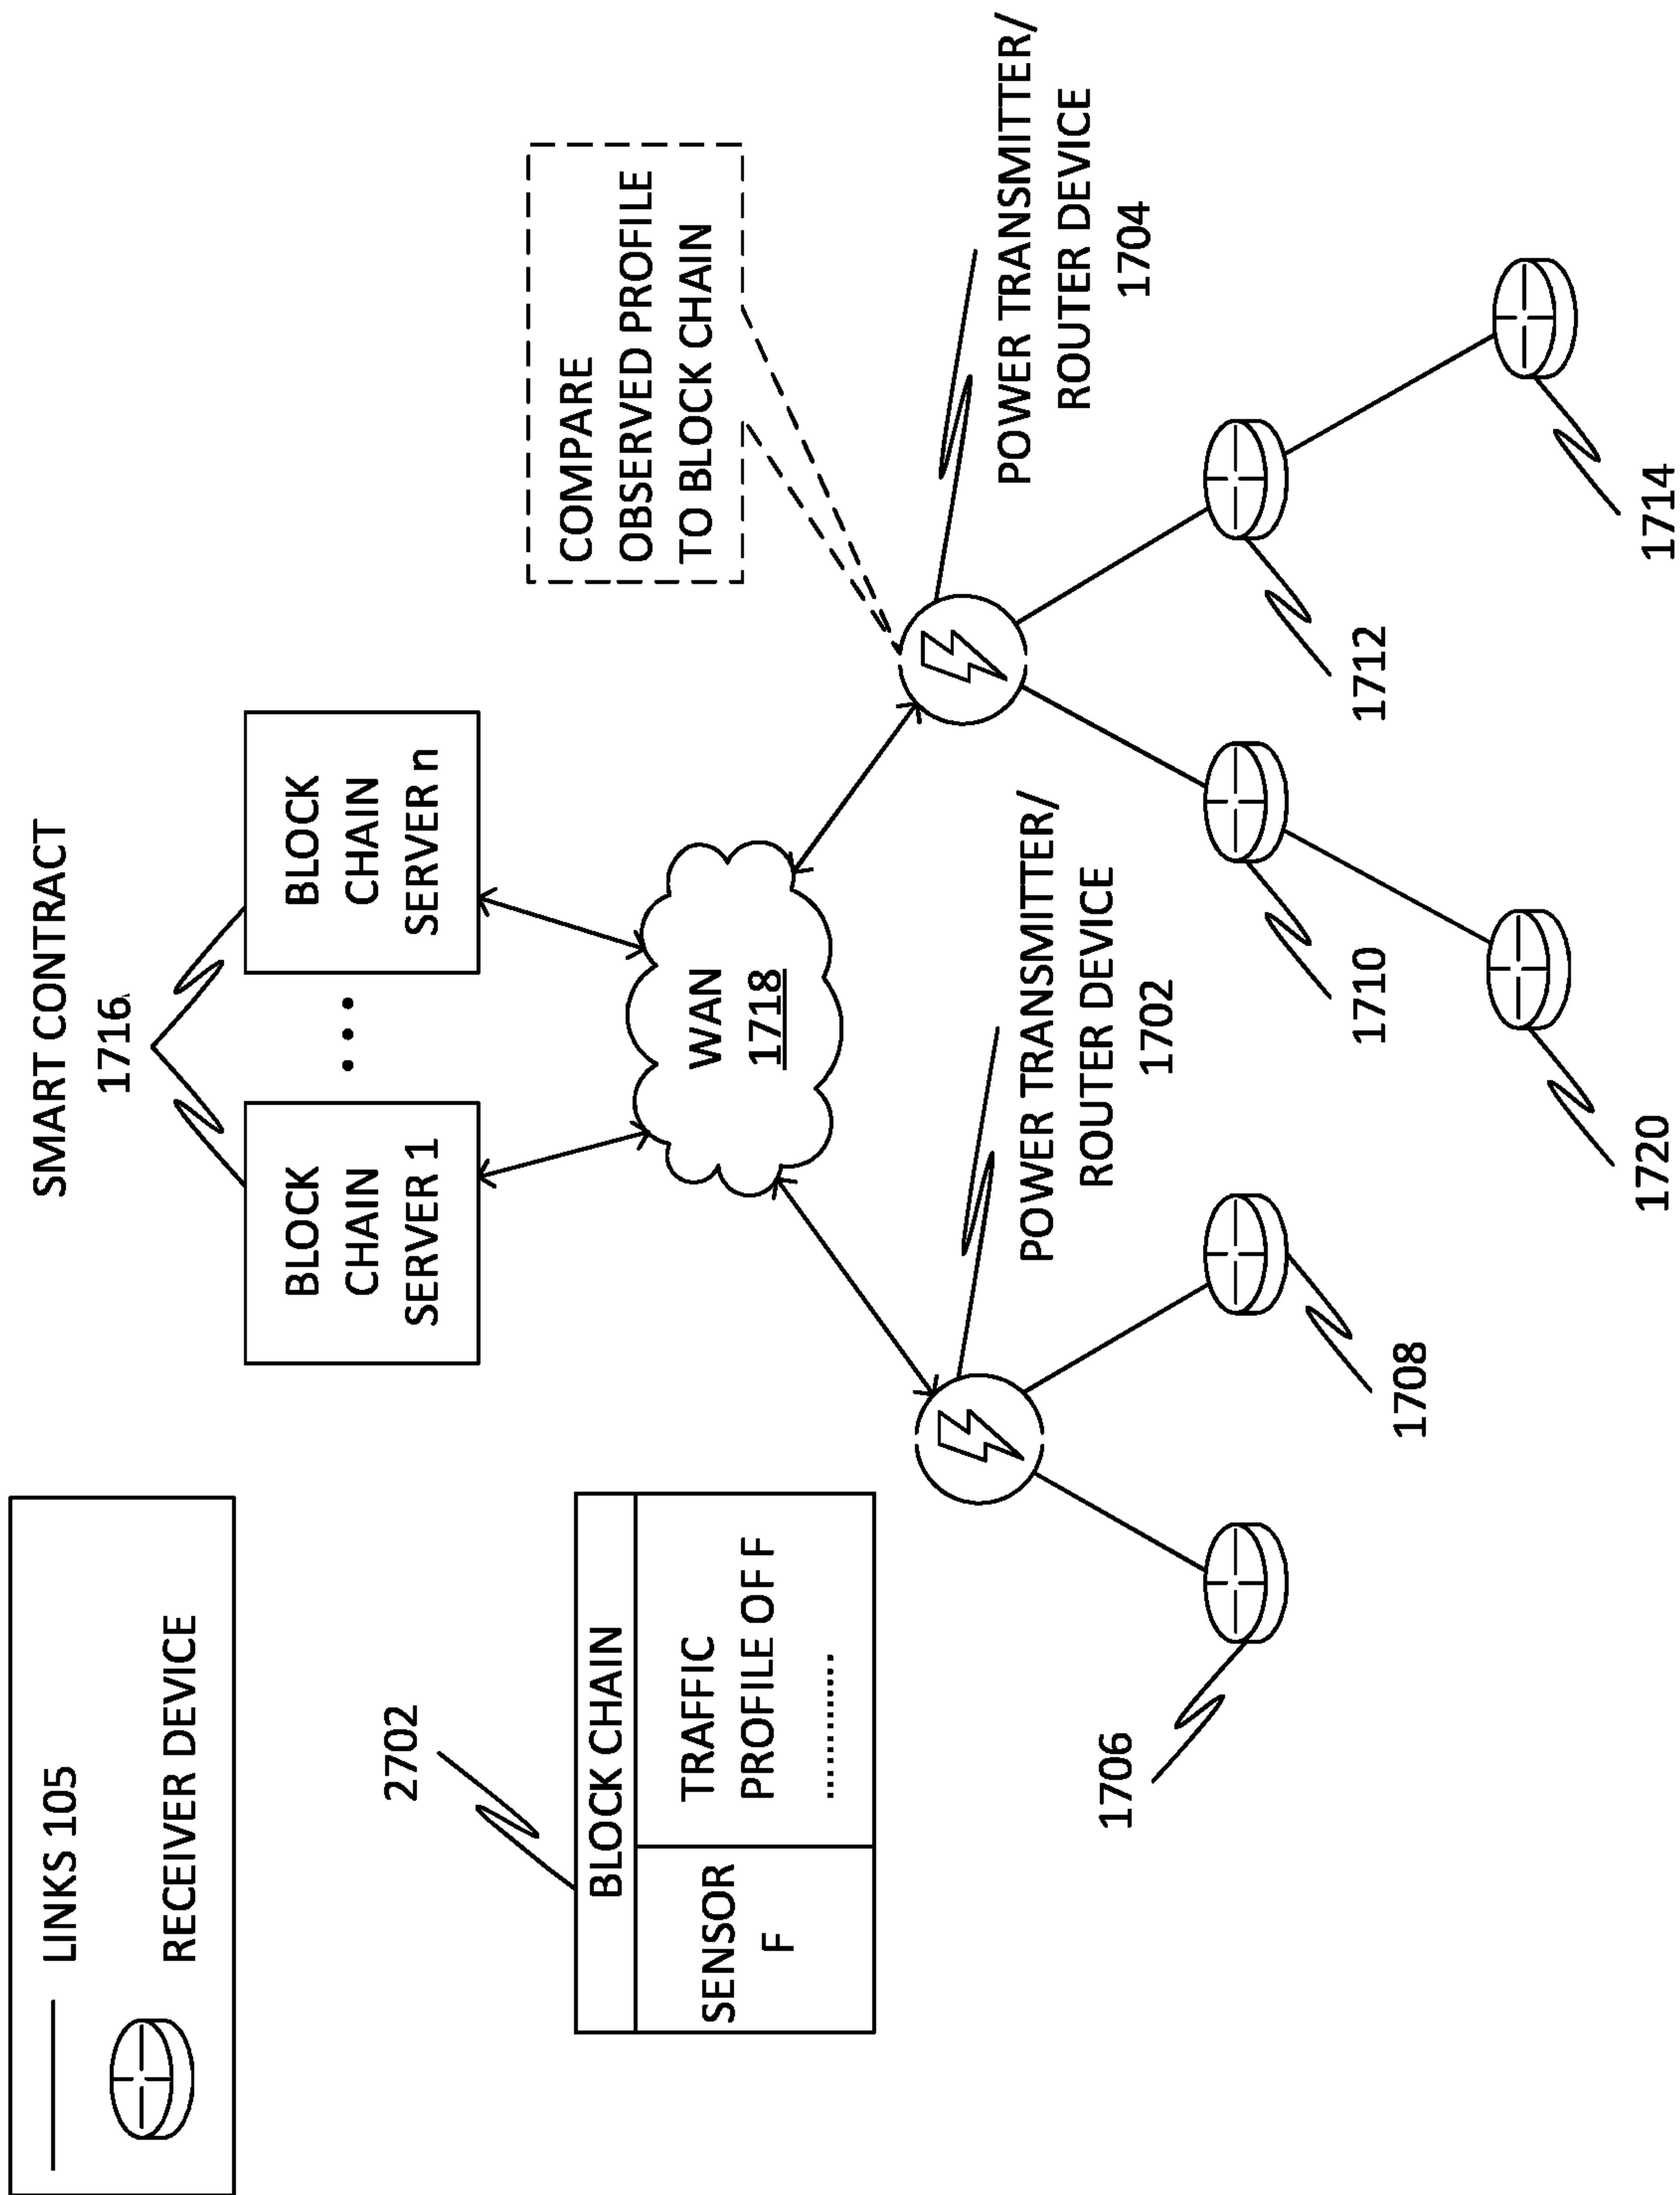 LINKS 105
RECEIVER DEVICE
SMART CONTRACT
1716
BLOCK
CHAIN
SERVER 1
...
BLOCK
CHAIN
SERVER n
2702
BLOCK CHAIN
SENSOR
F
TRAFFIC
PROFILE OF F
............
WAN
1718
COMPARE
OBSERVED PROFILE
TO BLOCK CHAIN
POWER TRANSMITTER/
ROUTER DEVICE
1702
POWER TRANSMITTER/
ROUTER DEVICE
1704
1706
1708
1710
1712
1720
1714